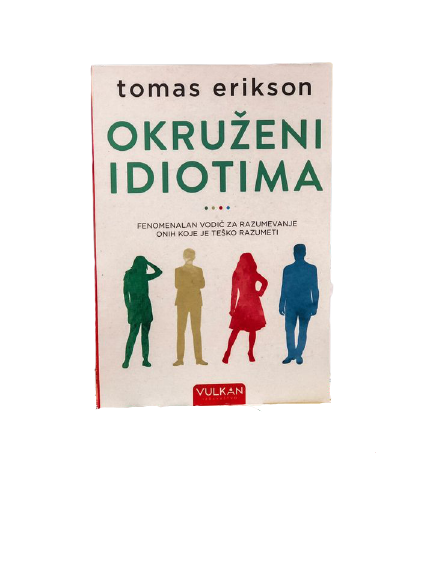 tomas erikson
OKRUŽENI
IDIOTIMA
FENOMENALAN VODIČ ZA RAZUMEVANJE
ONIH KOJE JE TEŠKO RAZUMETI
VULKAN